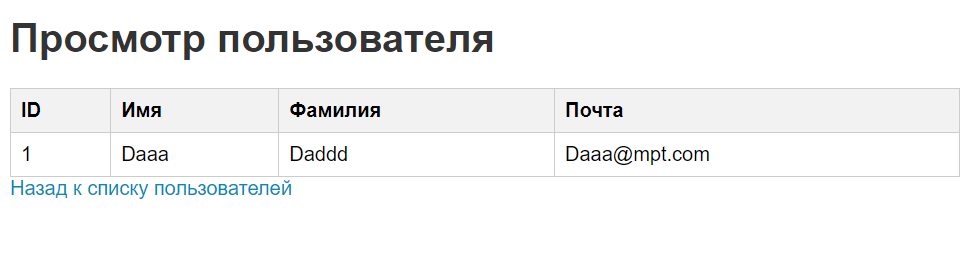 Просмотр пользователя
ID Имя Фамилия Почта
1 Daaa Daddd Daaa@mpt.com
Назад к списку пользователей